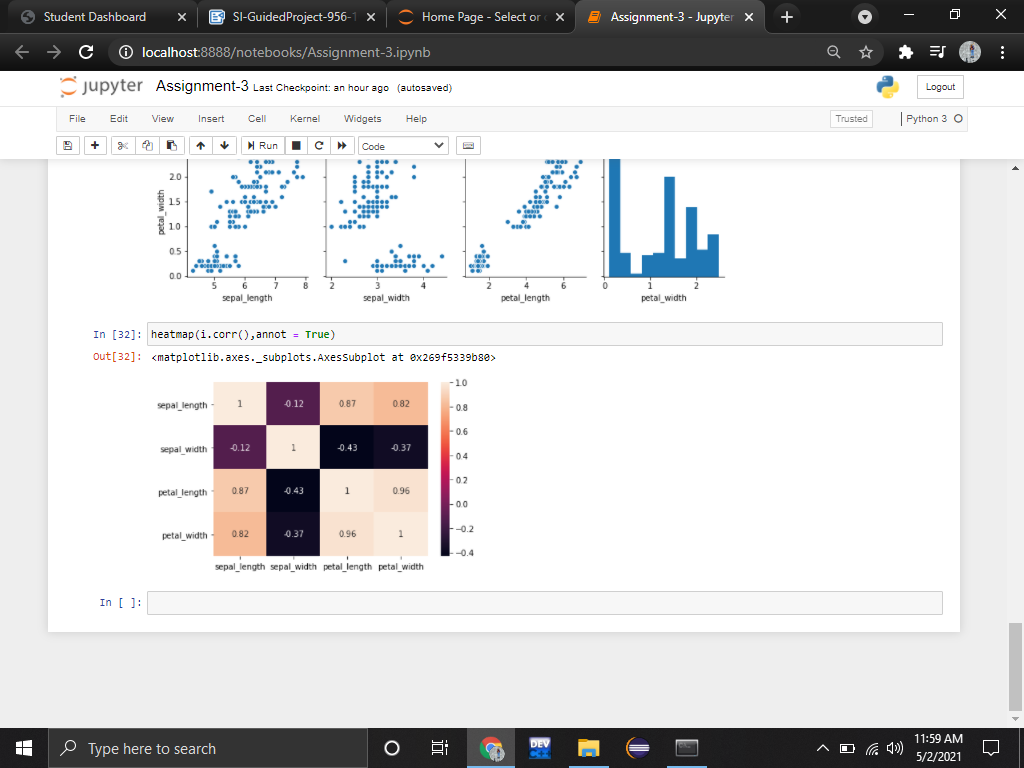 Student Dashboard
SI-GuidedProject-956-1
Home Page - Select or
Assignment-3 - Jupyter
localhost:8888/notebooks/Assignment-3.ipynb
jupyter Assignment-3 Last Checkpoint: an hour ago (autosaved)
Logout
File Edit View Insert Cell Kernel Widgets Help
Trusted
Python 3
Run
Code
petal_width
2.0
1.5
1.0
0.5
0.0
5 6 7 8
2 3 4
2 4 6
0 1 2
sepal_length
sepal_width
petal_length
petal_width
In [32]: heatmap(i.corr(),annot = True)
Out[32]: <matplotlib.axes._subplots.AxesSubplot at 0x269f5339b80>
sepal_length 1 -0.12 0.87 0.82
sepal_width -0.12 1 -0.43 -0.37
petal_length 0.87 -0.43 1 0.96
petal_width 0.82 -0.37 0.96 1
sepal_length sepal_width petal_length petal_width
1.0
0.8
0.6
0.4
0.2
0.0
-0.2
-0.4
In [ ]:
Type here to search
DEV
11:59 AM
5/2/2021